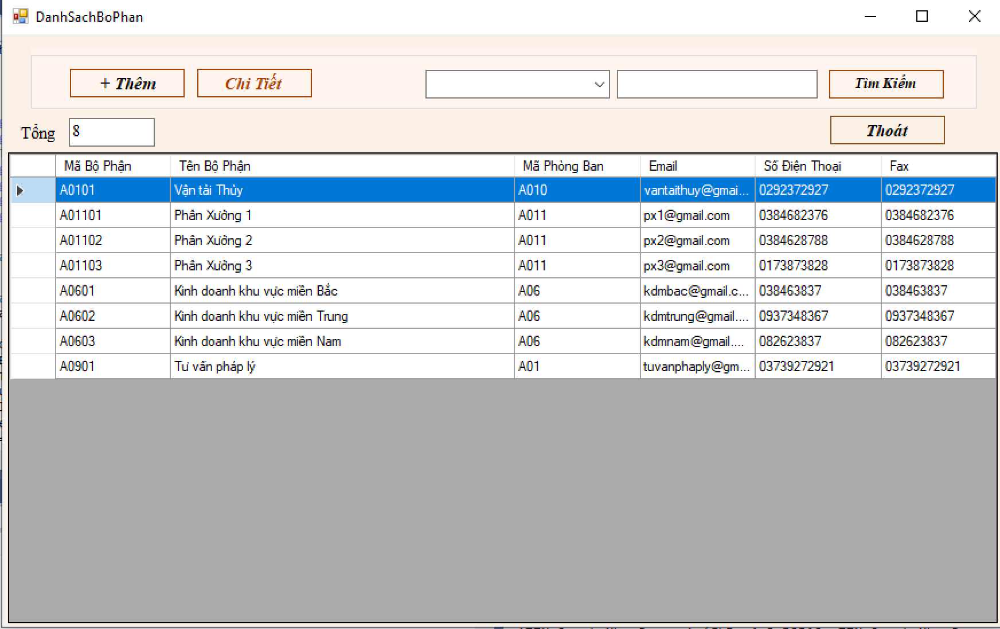 DanhSachBoPhan
+ Thêm Chi Tiết Tìm Kiếm
Tổng 8 Thoát
Mã Bộ Phận Tên Bộ Phận Mã Phòng Ban Email Số Điện Thoại Fax
A0101 Vận tải Thủy A010 vantaithuy@gmai... 0292372927 0292372927
A01101 Phân Xưởng 1 A011 px1@gmail.com 0384682376 0384682376
A01102 Phân Xưởng 2 A011 px2@gmail.com 0384628788 0384628788
A01103 Phân Xưởng 3 A011 px3@gmail.com 0173873828 0173873828
A0601 Kinh doanh khu vực miền Bắc A06 kdmbac@gmail.c... 038463837 038463837
A0602 Kinh doanh khu vực miền Trung A06 kdmtrung@gmail.... 0937348367 0937348367
A0603 Kinh doanh khu vực miền Nam A06 kdmnam@gmail.... 082623837 082623837
A0901 Tư vấn pháp lý A01 tuvanphaply@gm... 03739272921 03739272921